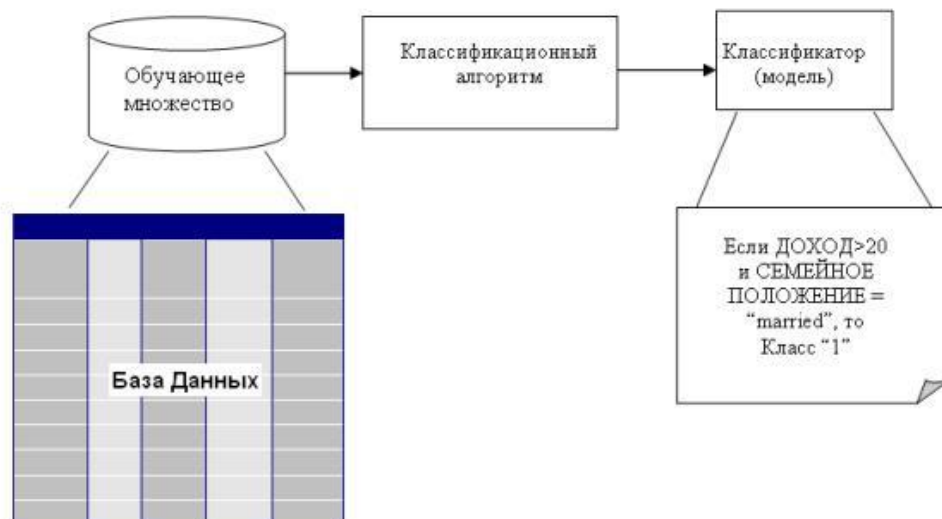 Обучающее
множество
Классификационный
алгоритм
Классификатор
(модель)
База Данных
Если ДОХОД>20
и СЕМЕЙНОЕ
ПОЛОЖЕНИЕ =
“married”, то
Класс “1”